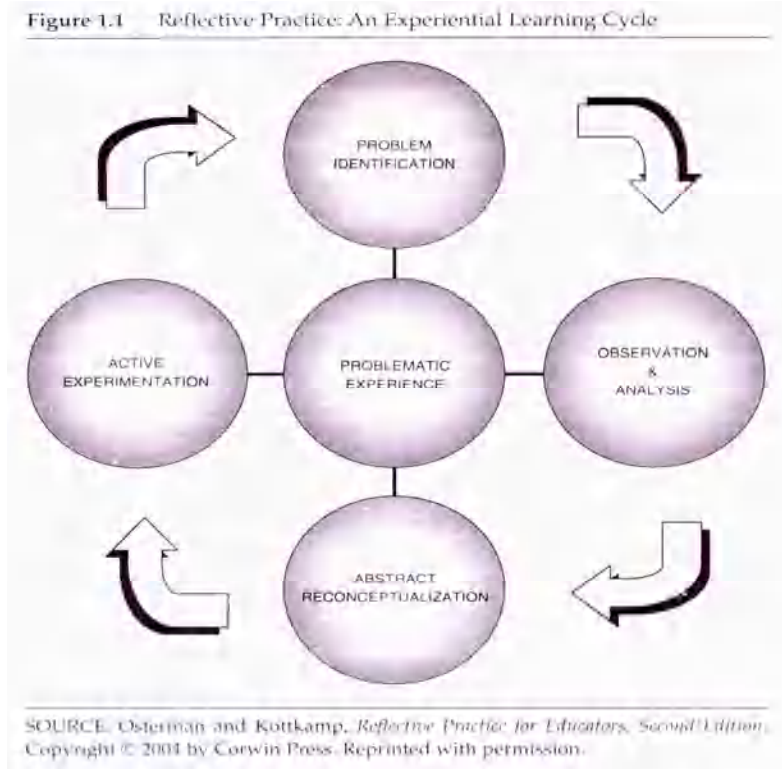 Figure 1.1 Reflective Practice: An Experiential Learning Cycle
PROBLEM
IDENTIFICATION
ACTIVE
EXPERIMENTATION
PROBLEMATIC
EXPERIENCE
OBSERVATION
&
ANALYSIS
ABSTRACT
RECONCEPTUALIZATION
SOURCE: Osterman and Kottkamp, Reflective Practice for Educators, Second Edition.
Copyright © 2004 by Corwin Press. Reprinted with permission.